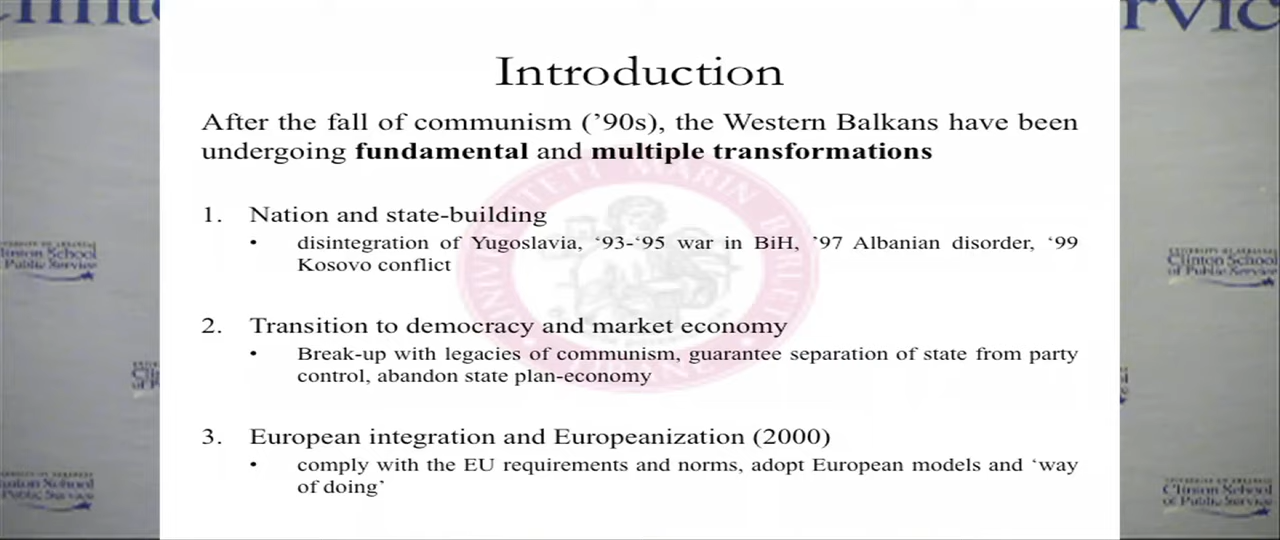 Introduction
After the fall of communism (’90s), the Western Balkans have been
undergoing fundamental and multiple transformations
1. Nation and state-building
• disintegration of Yugoslavia, ‘93-‘95 war in BiH, ’97 Albanian disorder, ‘99
Kosovo conflict
2. Transition to democracy and market economy
• Break-up with legacies of communism, guarantee separation of state from party
control, abandon state plan-economy
3. European integration and Europeanization (2000)
• comply with the EU requirements and norms, adopt European models and ‘way
of doing’
Clinton School
of Public Service
Clinton School
of Public Service